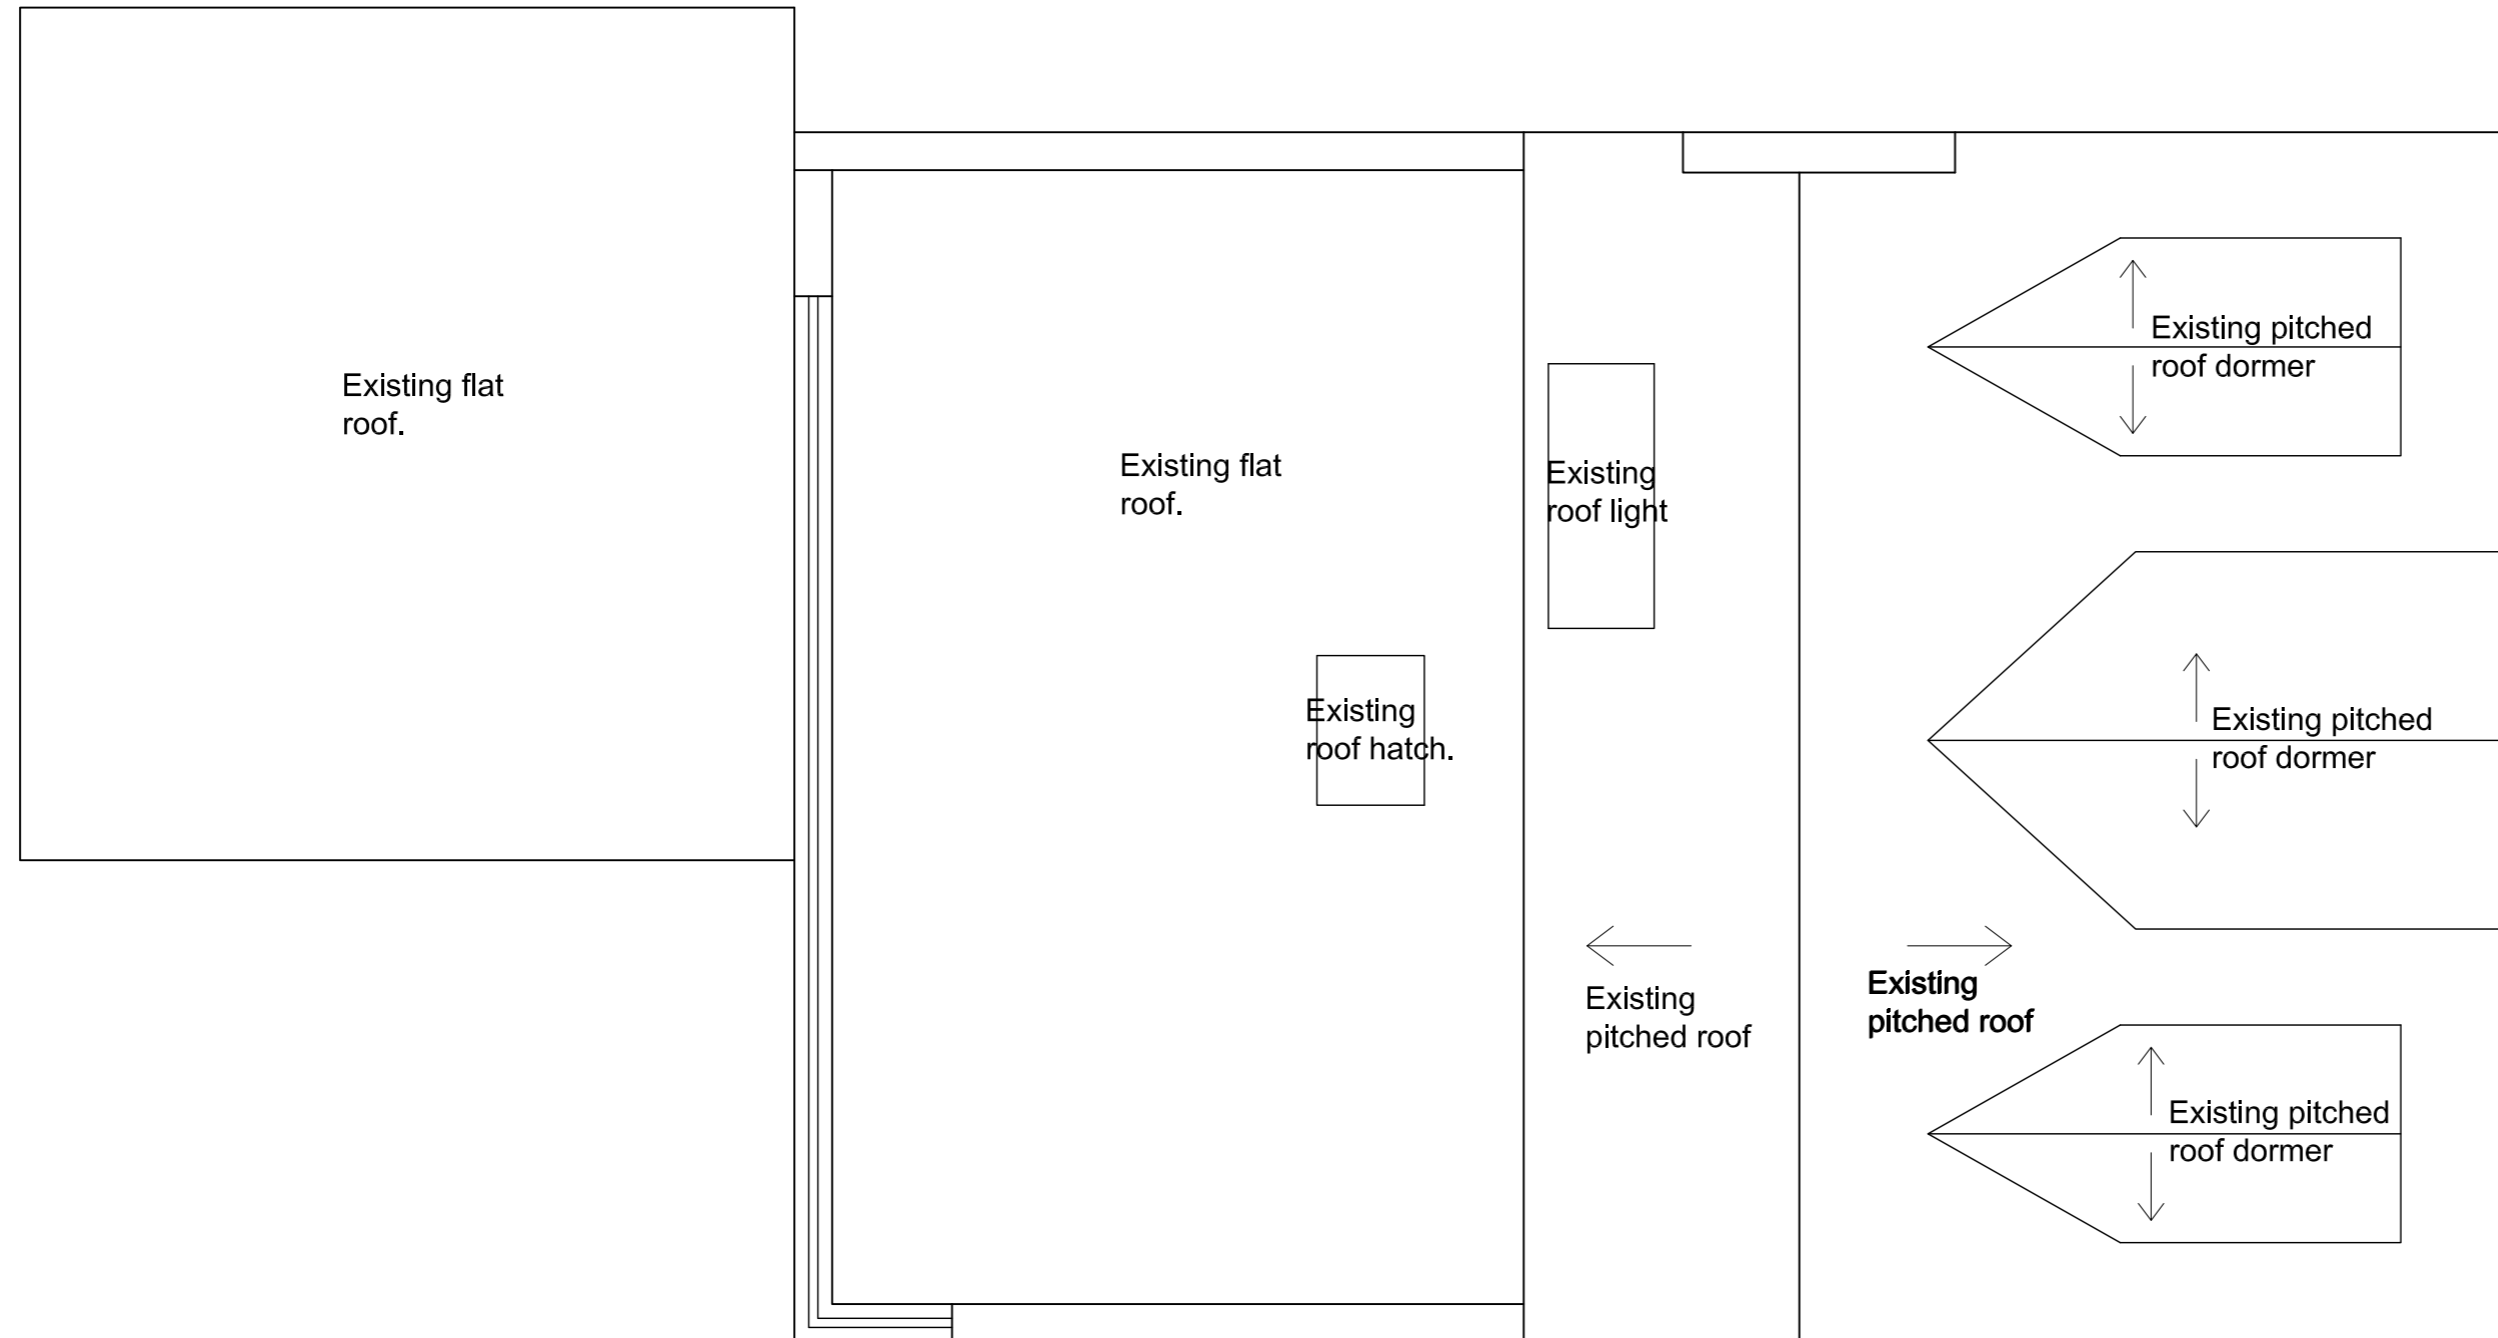 Existing flat
roof.
Existing flat
roof.
Existing
roof light
Existing
roof hatch.
Existing
pitched roof
Existing
pitched roof
Existing pitched
roof dormer
Existing pitched
roof dormer
Existing pitched
roof dormer